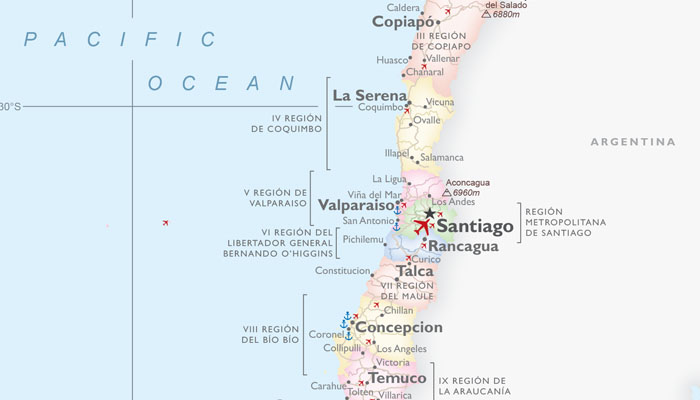 del Salado
6880m
Caldera
Copiapó
III REGIÓN
DE COPIAPO
Vallenar
Huasco
Chanaral
PACIFIC
OCEAN
30°S
La Serena
Coquimbo
Vicuna
Ovalle
IV REGIÓN
DE COQUIMBO
Illapel
Salamanca
ARGENTINA
La Ligua
Aconcagua
6960m
Viña del Mar
Los Andes
V REGIÓN DE
VALPARAISO
Valparaiso
San Antonio
Santiago
REGIÓN
METROPOLITANA
DE SANTIAGO
VI REGIÓN DEL
LIBERTADOR GENERAL
BERNANDO O'HIGGINS
Pichilemu
Rancagua
Curico
Constitucion
Talca
VII REGIÓN
DEL MAULE
Chillan
VIII REGIÓN
DEL BÍO BÍO
Concepcion
Coronel
Collipulli
Los Angeles
Victoria
Temuco
Carahue
Tolten
Villarica
IX REGIÓN DE
LA ARAUCANÍA